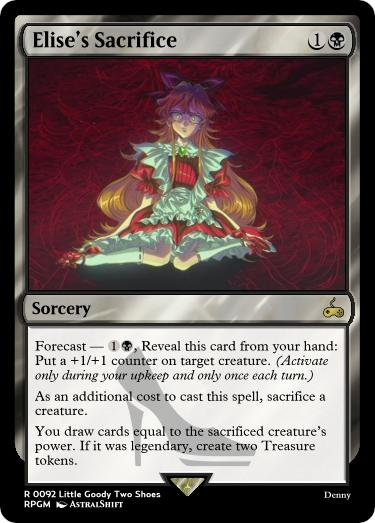 Elise's Sacrifice 1
Sorcery
Forecast — 1, Reveal this card from your hand:
Put a +1/+1 counter on target creature. (Activate
only during your upkeep and only once each turn.)
As an additional cost to cast this spell, sacrifice a
creature.
You draw cards equal to the sacrificed creature's
power. If it was legendary, create two Treasure
tokens.
R 0092 Little Goody Two Shoes
RPGM AstralShift
Denny